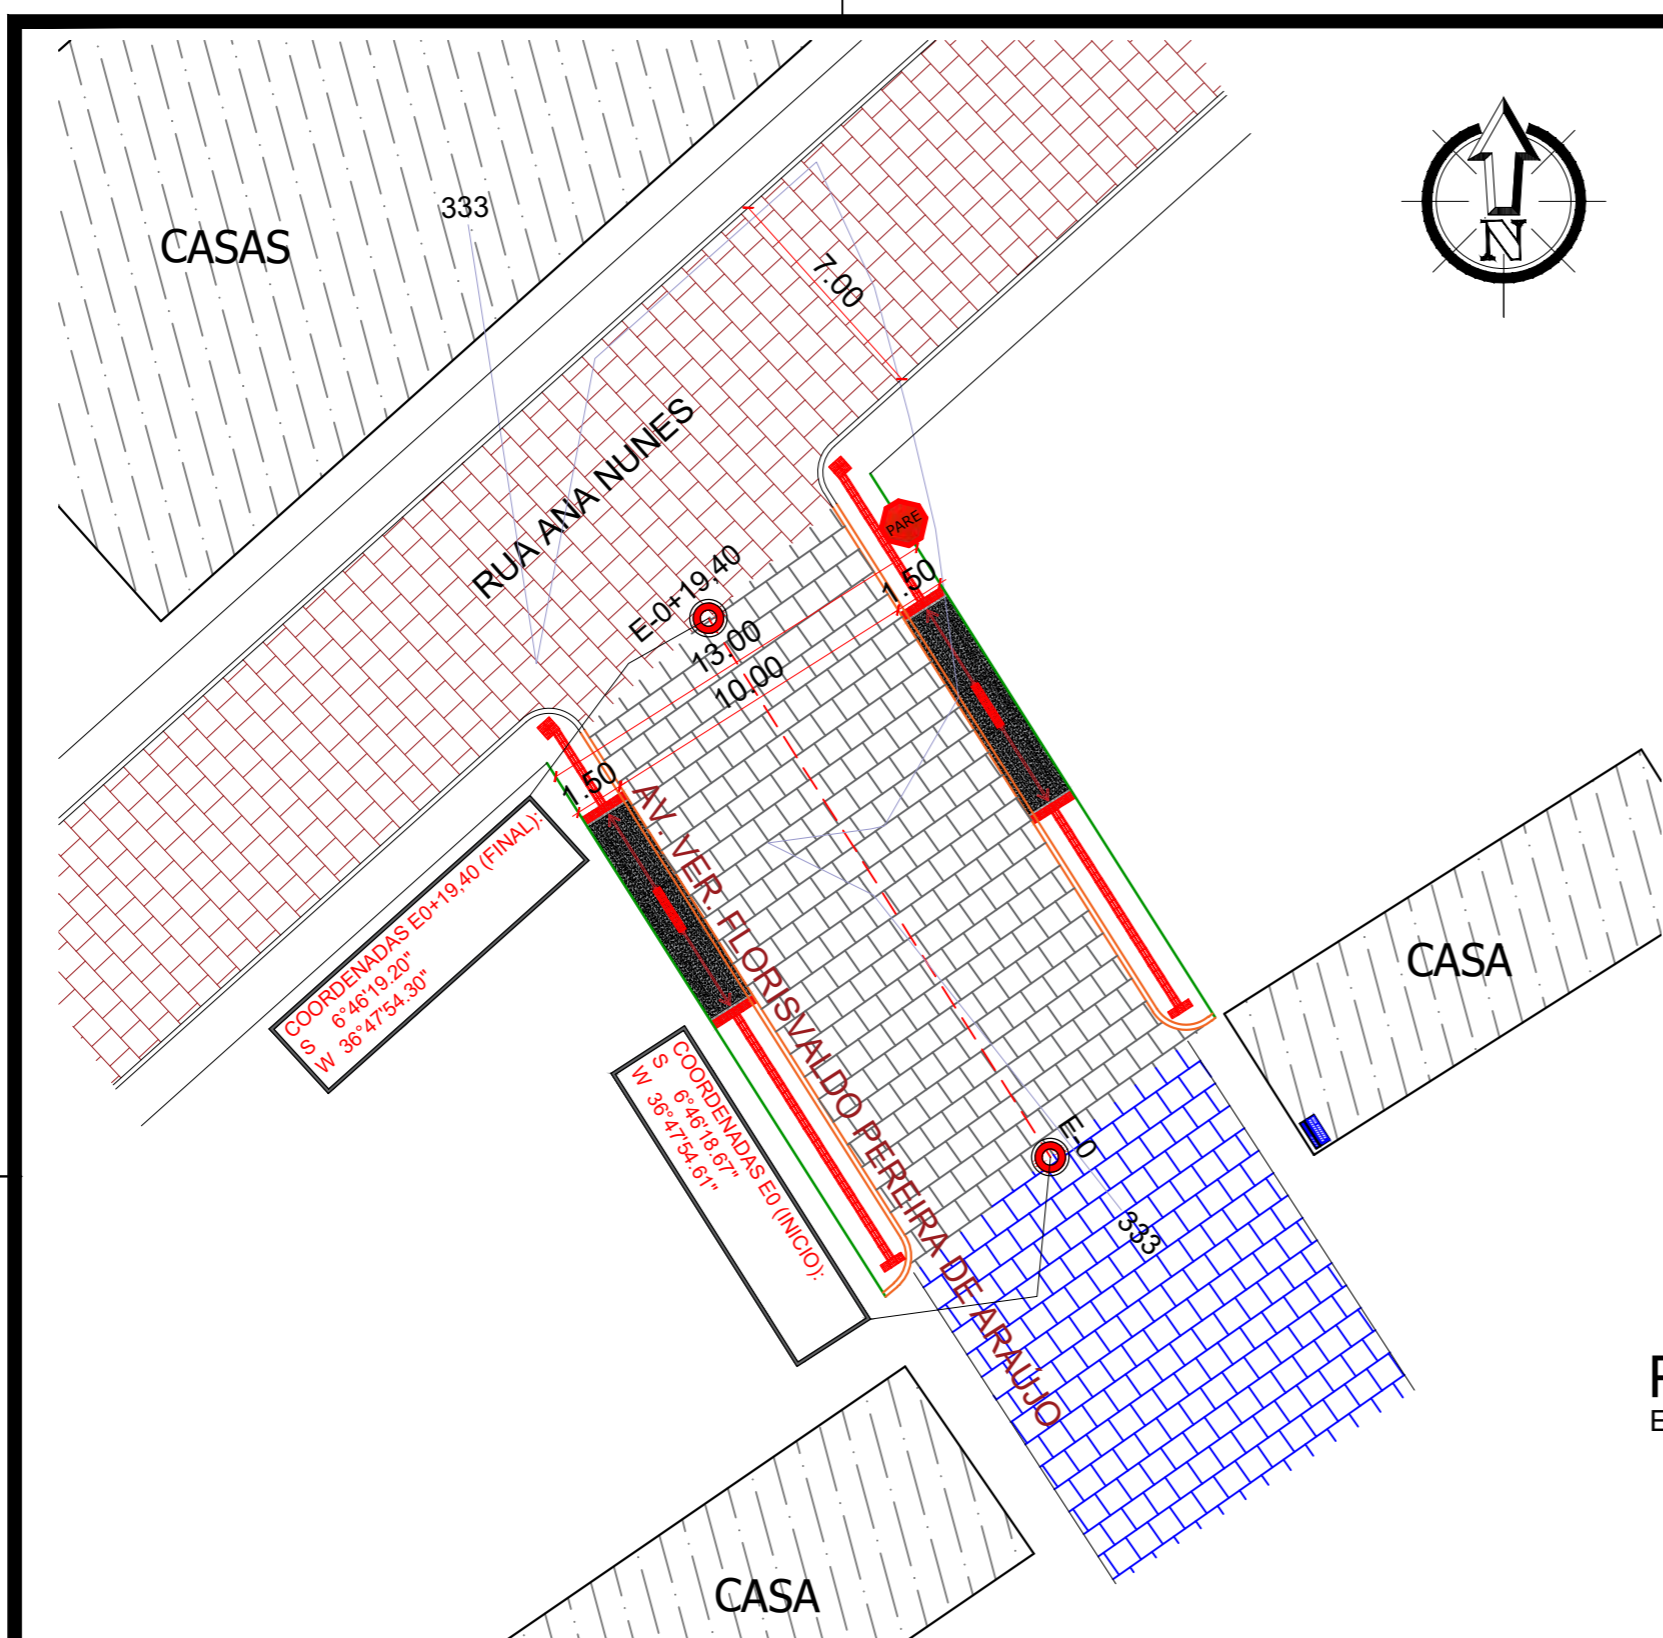 CASAS
333
N
7.00
RUA ANA NUNES
PARE
E-0+19,40
1.50
13.00
10.00
1.50
AV. VER. FLORISVALDO PEREIRA DE ARAÚJO
COORDENADAS E0+19,40 (FINAL):
S 6°46'19.20"
W 36°47'54.30"
CASA
COORDENADAS E0 (INICIO):
S 6°46'18.67"
W 36°47'54.61"
E-0
333
CASA